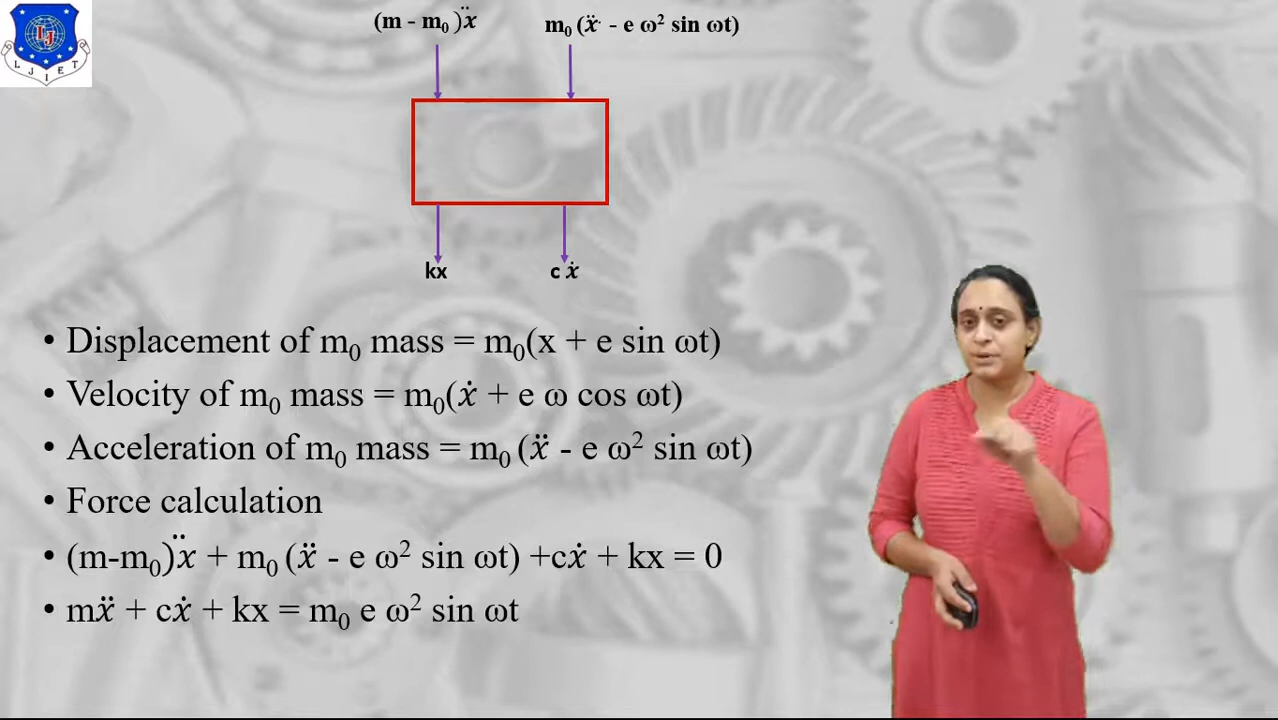 LJ
LJIET
(m - m₀)ẍ
m₀ (ẍ - e ω² sin ωt)
kx
c ẋ
• Displacement of m₀ mass = m₀(x + e sin ωt)
• Velocity of m₀ mass = m₀(ẋ + e ω cos ωt)
• Acceleration of m₀ mass = m₀ (ẍ - e ω² sin ωt)
• Force calculation
• (m-m₀)ẍ + m₀ (ẍ - e ω² sin ωt) +cẋ + kx = 0
• mẍ + cẋ + kx = m₀ e ω² sin ωt